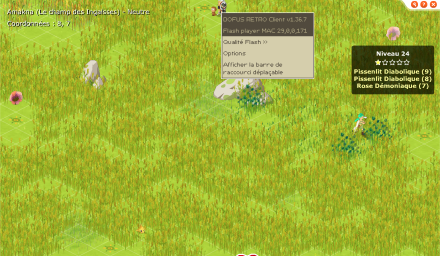 Amakna (Le champ des Ingalsses) - Neutre
Coordonnées : 8, 7
DOFUS RETRO Client v1.36.7
Flash player MAC 29,0,0,171
Qualité Flash >>
Options
Afficher la barre de
raccourci déplaçable
Niveau 24
Pissenlit Diabolique (9)
Pissenlit Diabolique (8)
Rose Démoniaque (7)